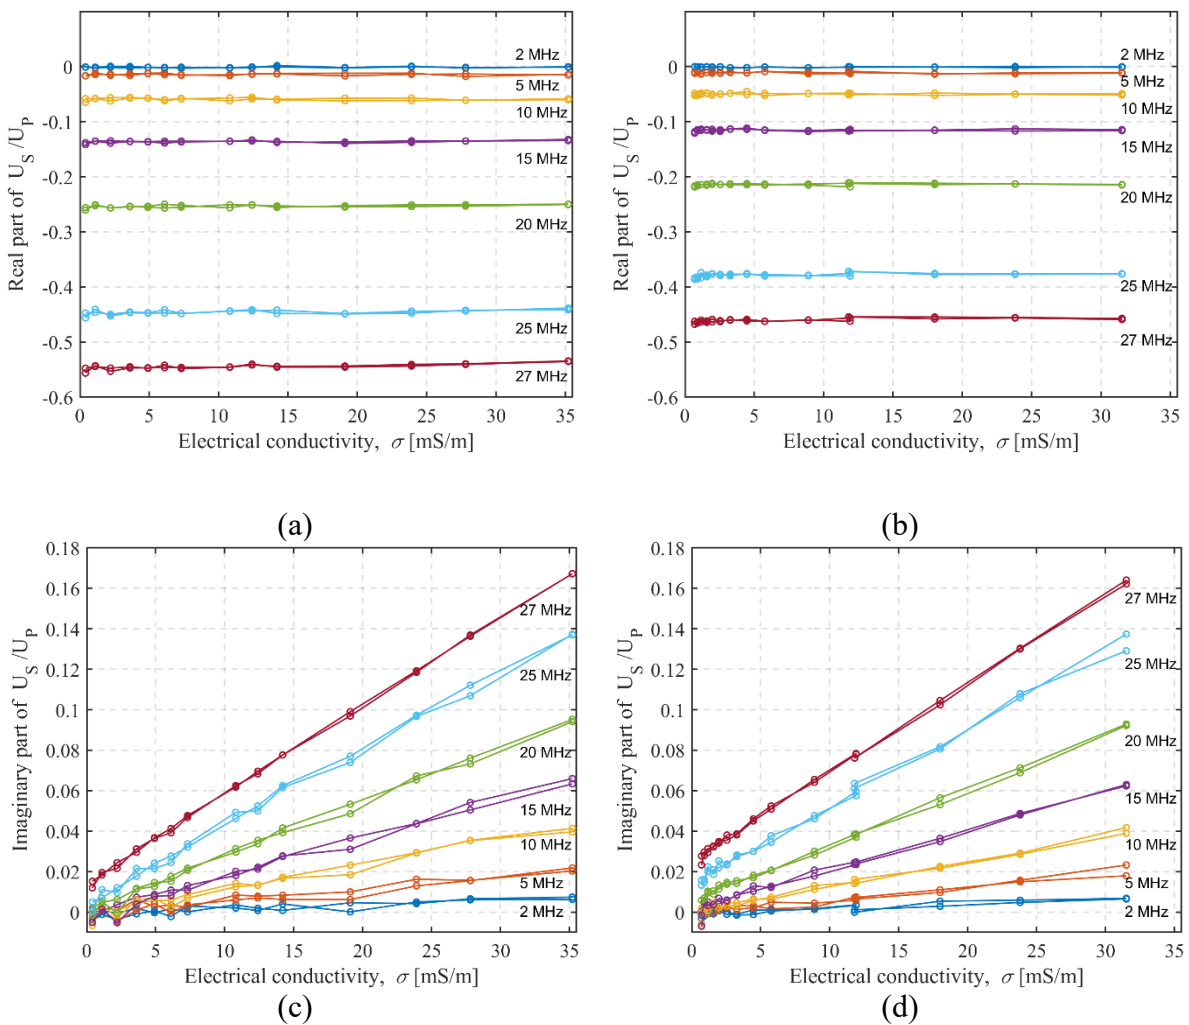 0
-0.1
-0.2
-0.3
-0.4
-0.5
-0.6
Real part of U_S/U_P
2 MHz
5 MHz
10 MHz
15 MHz
20 MHz
25 MHz
27 MHz
0 5 10 15 20 25 30 35
Electrical conductivity, σ [mS/m]
(a)
0
-0.1
-0.2
-0.3
-0.4
-0.5
-0.6
Real part of U_S/U_P
2 MHz
5 MHz
10 MHz
15 MHz
20 MHz
25 MHz
27 MHz
0 5 10 15 20 25 30 35
Electrical conductivity, σ [mS/m]
(b)
0.18
0.16
0.14
0.12
0.1
0.08
0.06
0.04
0.02
0
Imaginary part of U_S/U_P
27 MHz
25 MHz
20 MHz
15 MHz
10 MHz
5 MHz
2 MHz
0 5 10 15 20 25 30 35
Electrical conductivity, σ [mS/m]
(c)
0.18
0.16
0.14
0.12
0.1
0.08
0.06
0.04
0.02
0
Imaginary part of U_S/U_P
27 MHz
25 MHz
20 MHz
15 MHz
10 MHz
5 MHz
2 MHz
0 5 10 15 20 25 30 35
Electrical conductivity, σ [mS/m]
(d)